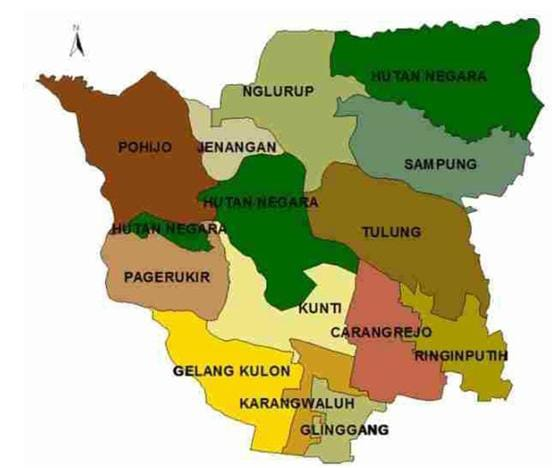 N
HUTAN NEGARA
NGLURUP
POHIJO
JENANGAN
SAMPUNG
HUTAN NEGARA
HUTAN NEGARA
TULUNG
PAGERUKIR
KUNTI
CARANGREJO
RINGINPUTIH
GELANG KULON
KARANGWALUH
GLINGGANG